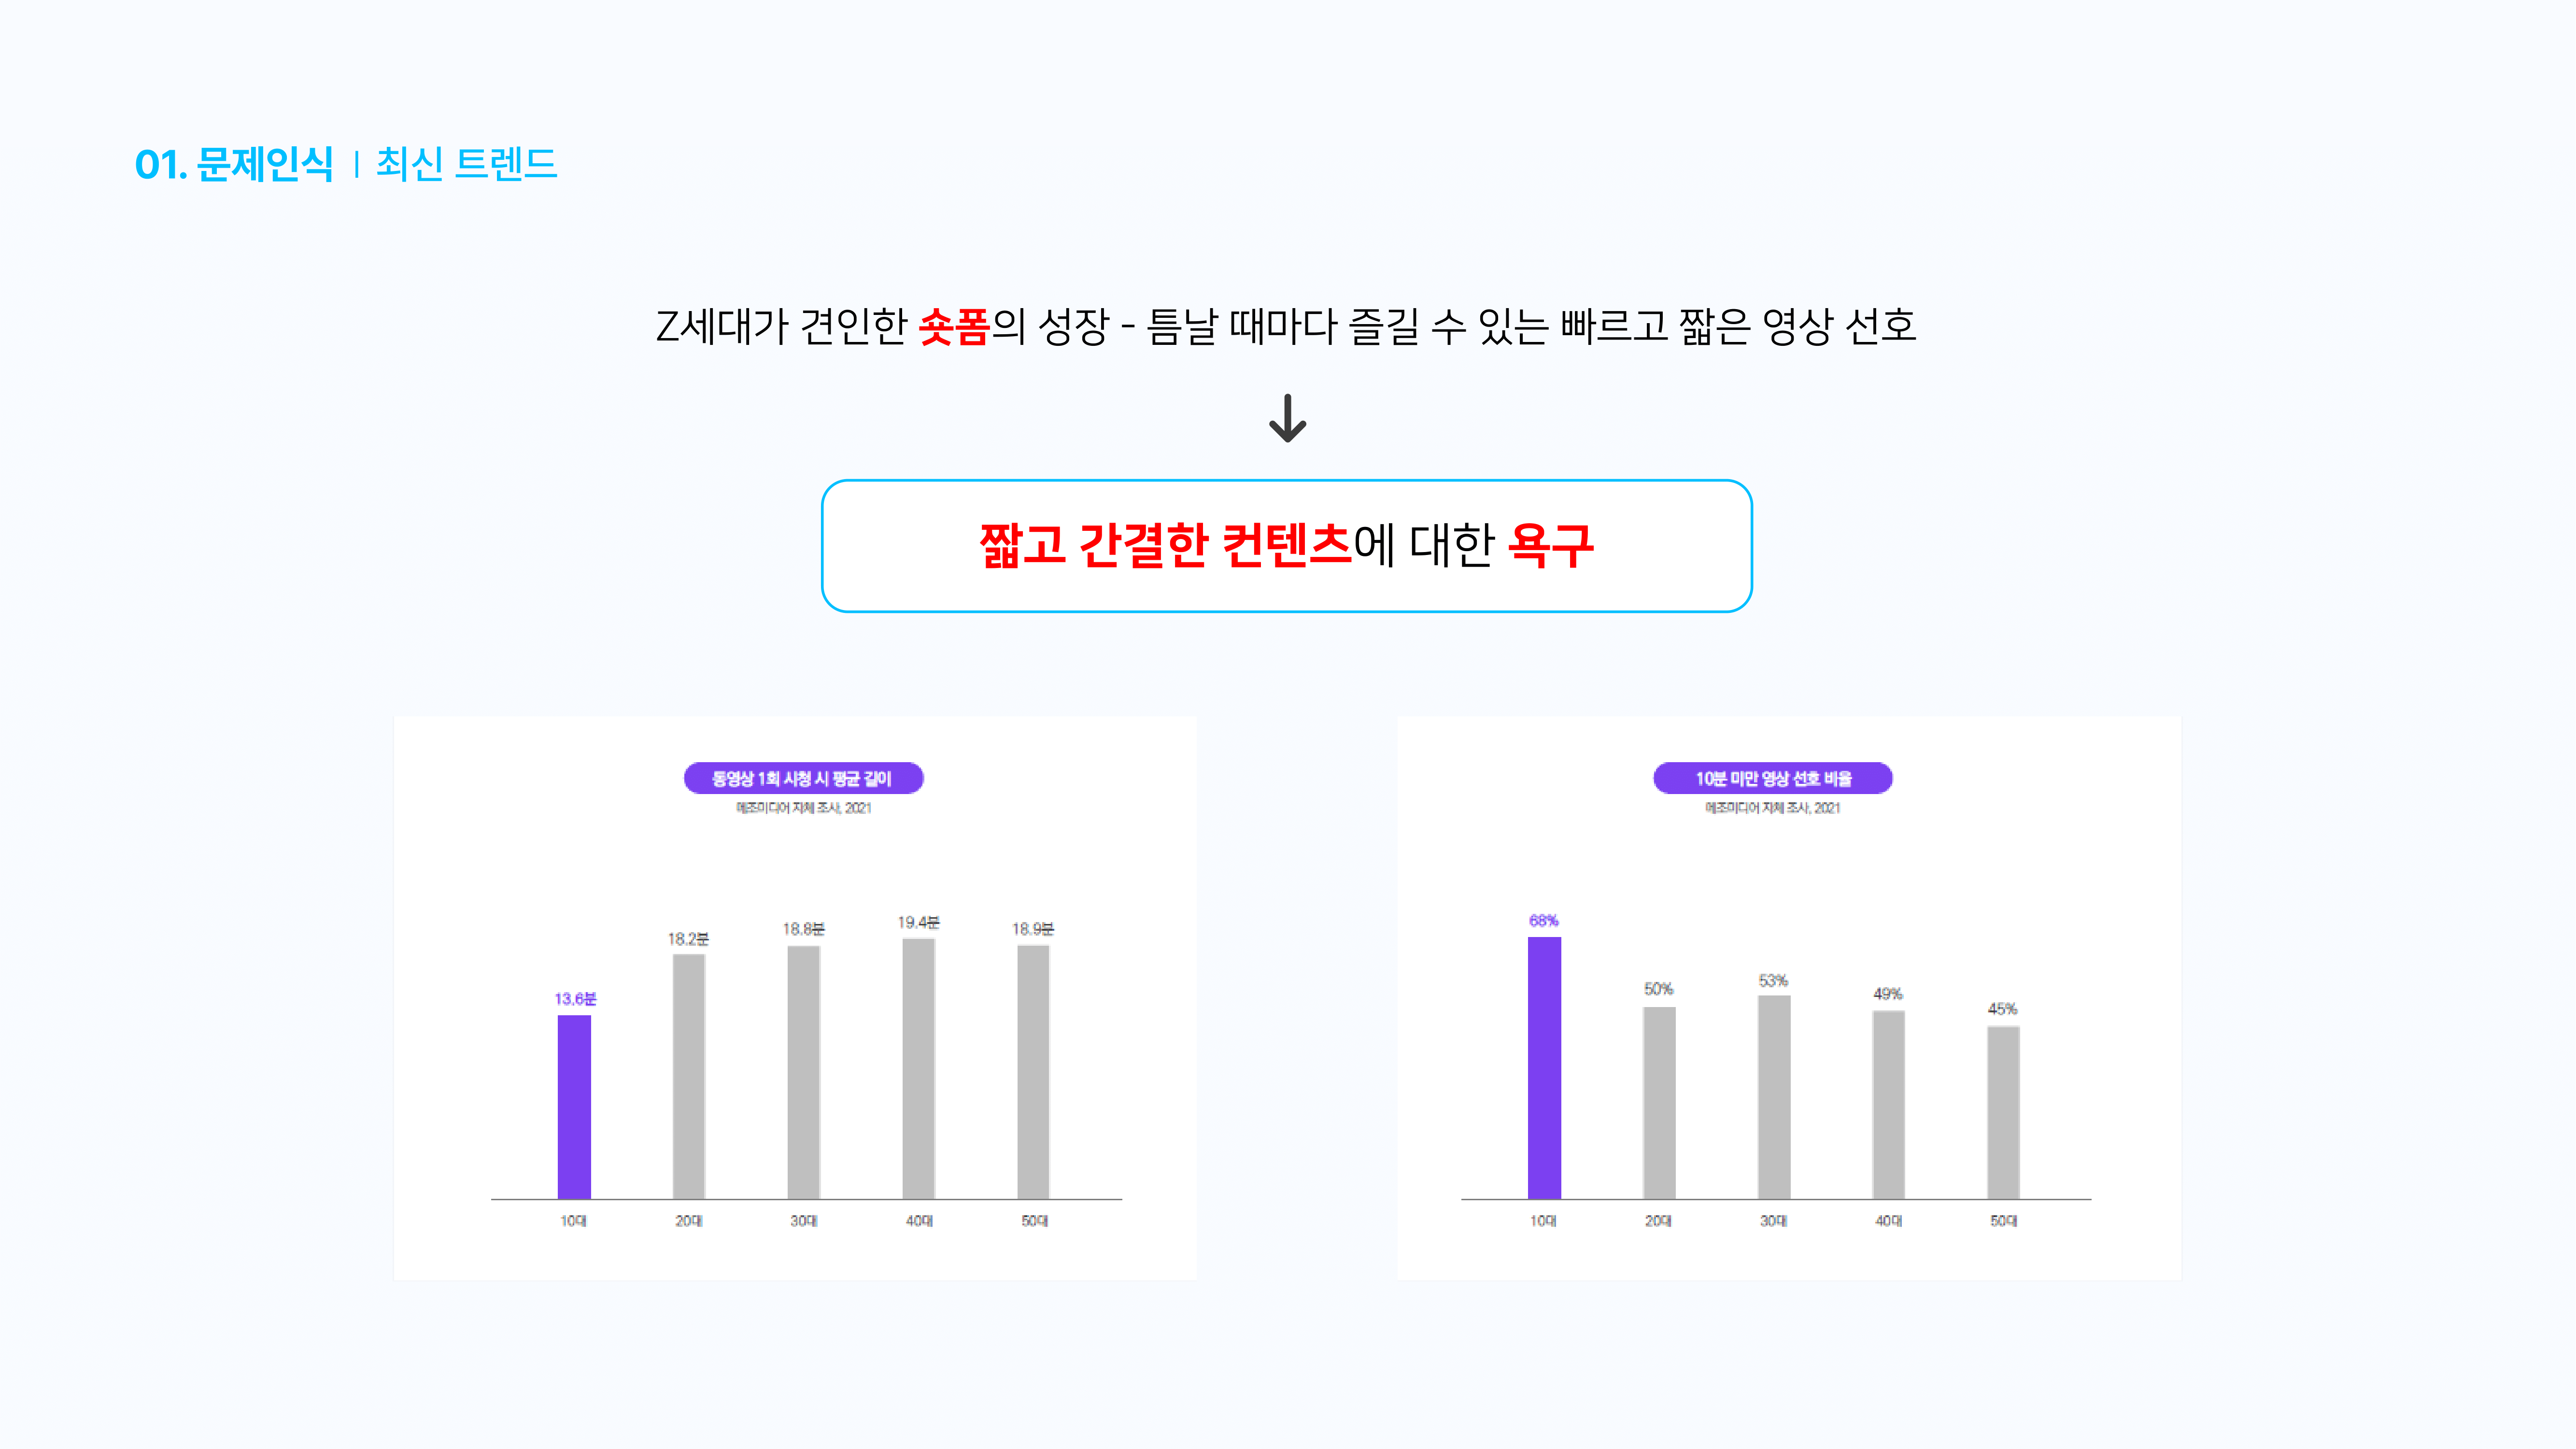 01. 문제인식 | 최신 트렌드
Z세대가 견인한 숏폼의 성장 - 틈날 때마다 즐길 수 있는 빠르고 짧은 영상 선호
짧고 간결한 컨텐츠에 대한 욕구
동영상 1회 시청 시 평균 길이
메조미디어 자체 조사, 2021
13.6분
18.2분
18.8분
19.4분
18.9분
10대
20대
30대
40대
50대
10분 미만 영상 선호 비율
메조미디어 자체 조사, 2021
68%
50%
53%
49%
45%
10대
20대
30대
40대
50대